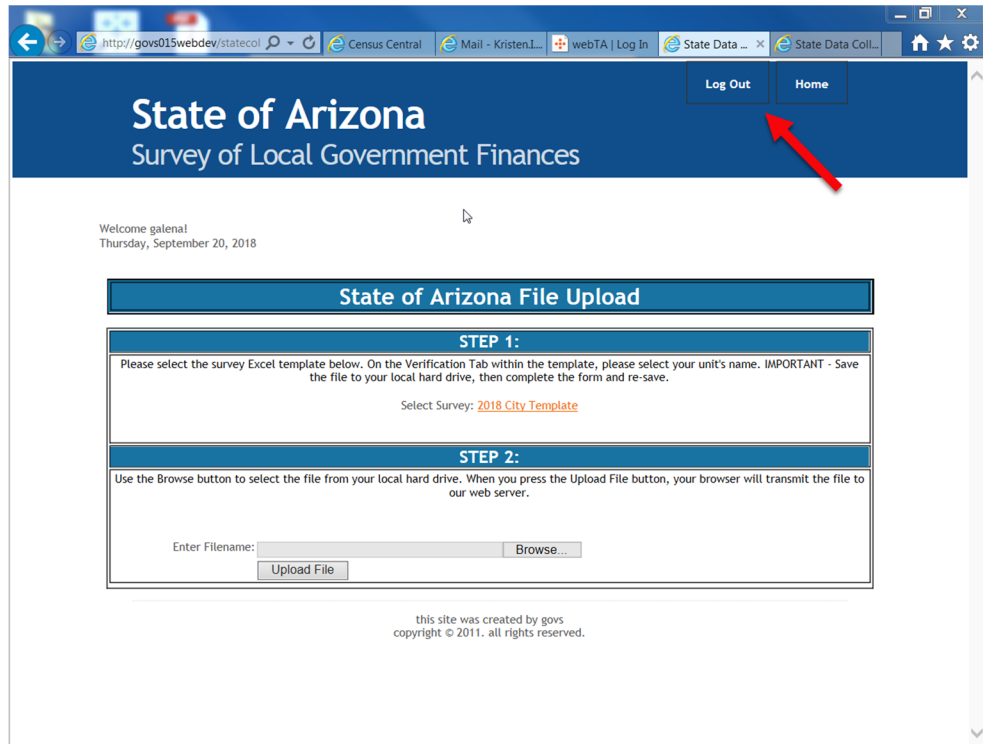 http://govs015webdev/statecol
Census Central
Mail - Kristen.I...
webTA | Log In
State Data ...
State Data Coll...
Log Out
Home
State of Arizona
Survey of Local Government Finances
Welcome galena!
Thursday, September 20, 2018
State of Arizona File Upload
STEP 1:
Please select the survey Excel template below. On the Verification Tab within the template, please select your unit's name. IMPORTANT - Save
the file to your local hard drive, then complete the form and re-save.
Select Survey: 2018 City Template
STEP 2:
Use the Browse button to select the file from your local hard drive. When you press the Upload File button, your browser will transmit the file to
our web server.
Enter Filename:
Browse...
Upload File
this site was created by govs
copyright © 2011. all rights reserved.